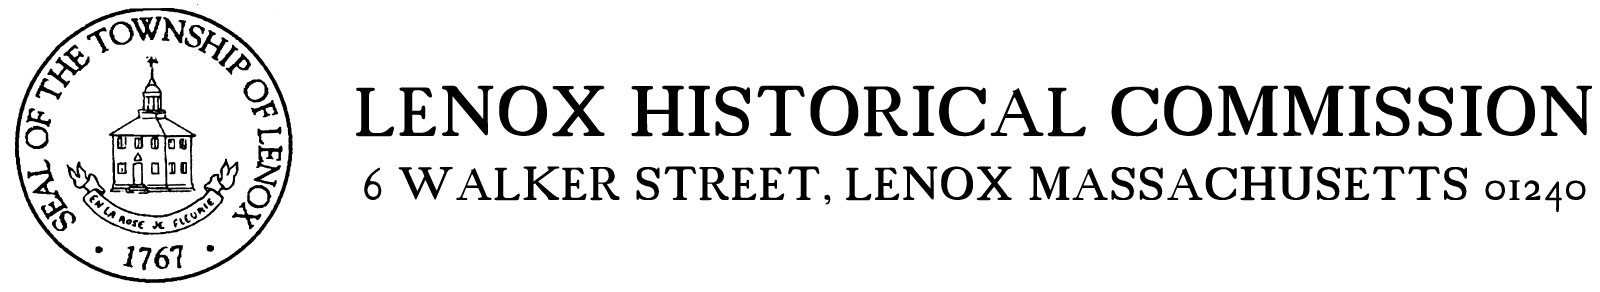 SEAL OF THE TOWNSHIP OF LENOX
EN LA ROSE JE FLEURIE
· 1767 ·
LENOX HISTORICAL COMMISSION
6 WALKER STREET, LENOX MASSACHUSETTS 01240